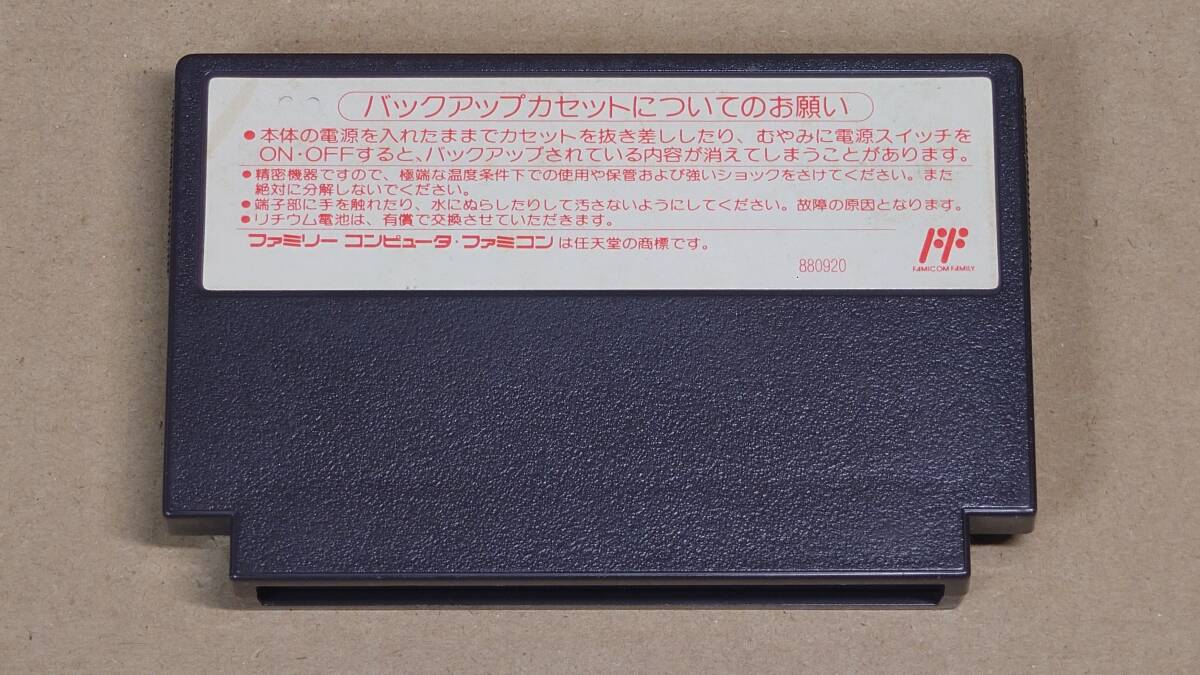 バックアップカセットについてのお願い
●本体の電源を入れたままでカセットを抜き差ししたり、むやみに電源スイッチを
ON・OFFすると、バックアップされている内容が消えてしまうことがあります。
●精密機器ですので、極端な温度条件下での使用や保管および強いショックをさけてください。また
絶対に分解しないでください。
●端子部に手を触れたり、水にぬらしたりして汚さないようにしてください。故障の原因となります。
●リチウム電池は、有償で交換させていただきます。
ファミリー コンピュータ・ファミコン は任天堂の商標です。
880920
FAMICOM FAMILY